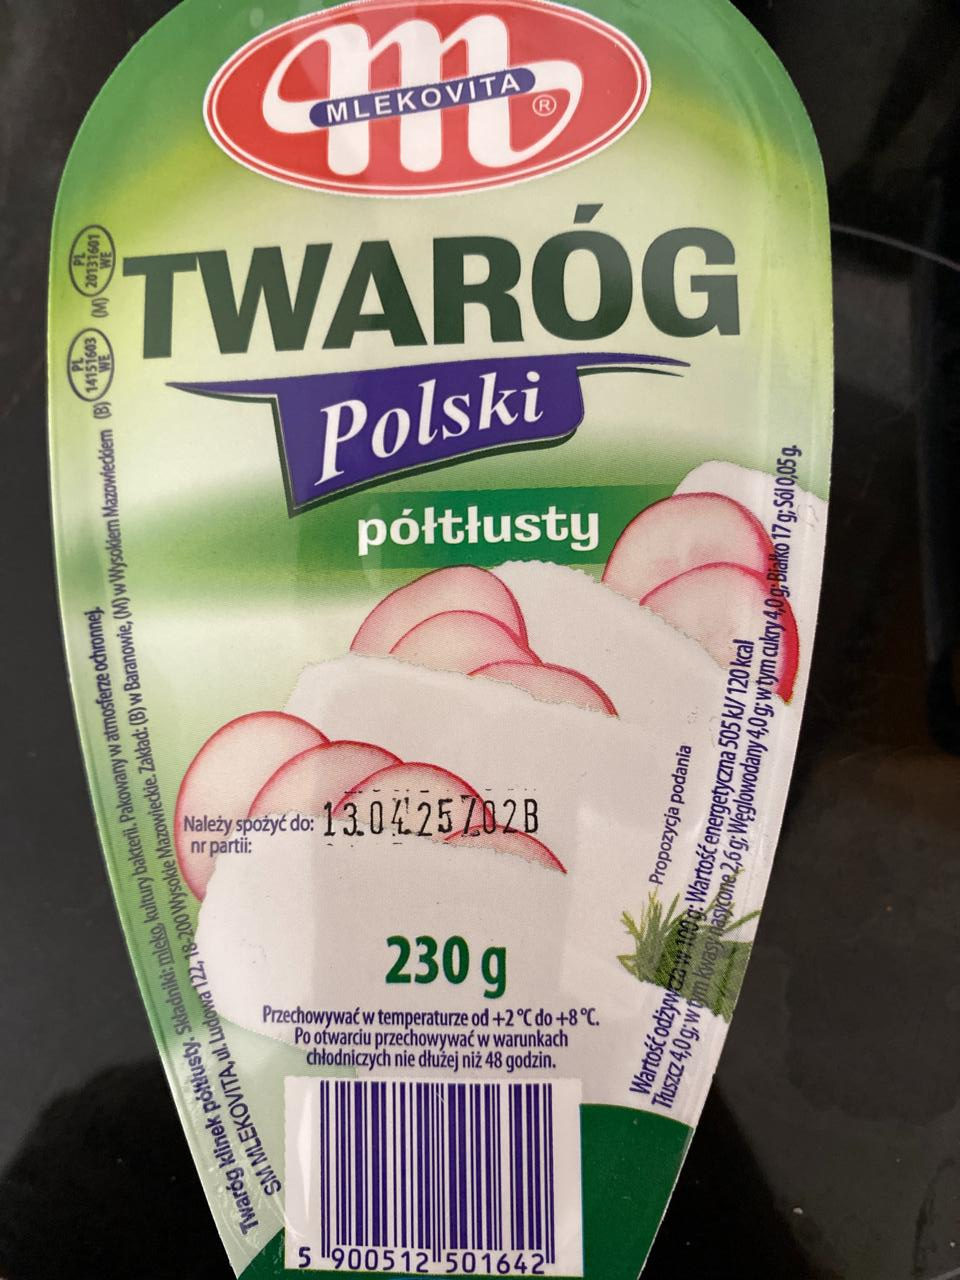 MLEKOVITA
®
TWARÓG
Polski
półtłusty
PL
20131601
WE
(M)
PL
14151603
WE
(B)
Twaróg klinek półtłusty. Składniki: mleko, kultury bakterii. Pakowany w atmosferze ochronnej.
SM MLEKOVITA, ul. Ludowa 122, 18-200 Wysokie Mazowieckie. Zakład: (B) w Baranowie, (M) w Wysokiem Mazowieckiem
Należy spożyć do: 13.04.25 Z02B
nr partii:
230 g
Przechowywać w temperaturze od +2 °C do +8 °C.
Po otwarciu przechowywać w warunkach
chłodniczych nie dłużej niż 48 godzin.
Propozycja podania
Wartość odżywcza w 100 g: Wartość energetyczna 505 kJ/ 120 kcal
Tłuszcz 4,0 g; w tym kwasy nasycone 2,6 g; Węglowodany 4,0 g; w tym cukry 4,0 g; Białko 17 g; Sól 0,05 g.
5 900512 501642